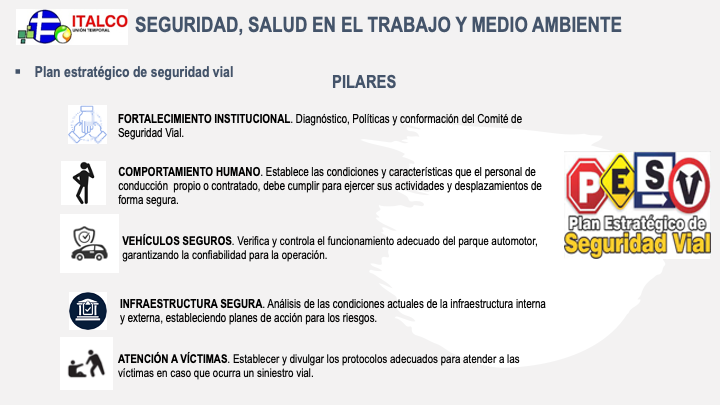 ITALCO
UNIÓN TEMPORAL
SEGURIDAD, SALUD EN EL TRABAJO Y MEDIO AMBIENTE
▪ Plan estratégico de seguridad vial
PILARES
FORTALECIMIENTO INSTITUCIONAL. Diagnóstico, Políticas y conformación del Comité de
Seguridad Vial.
COMPORTAMIENTO HUMANO. Establece las condiciones y características que el personal de
conducción propio o contratado, debe cumplir para ejercer sus actividades y desplazamientos de
forma segura.
VEHÍCULOS SEGUROS. Verifica y controla el funcionamiento adecuado del parque automotor,
garantizando la confiabilidad para la operación.
INFRAESTRUCTURA SEGURA. Análisis de las condiciones actuales de la infraestructura interna
y externa, estableciendo planes de acción para los riesgos.
ATENCIÓN A VÍCTIMAS. Establecer y divulgar los protocolos adecuados para atender a las
víctimas en caso que ocurra un siniestro vial.
PESV
Plan Estratégico de
Seguridad Vial